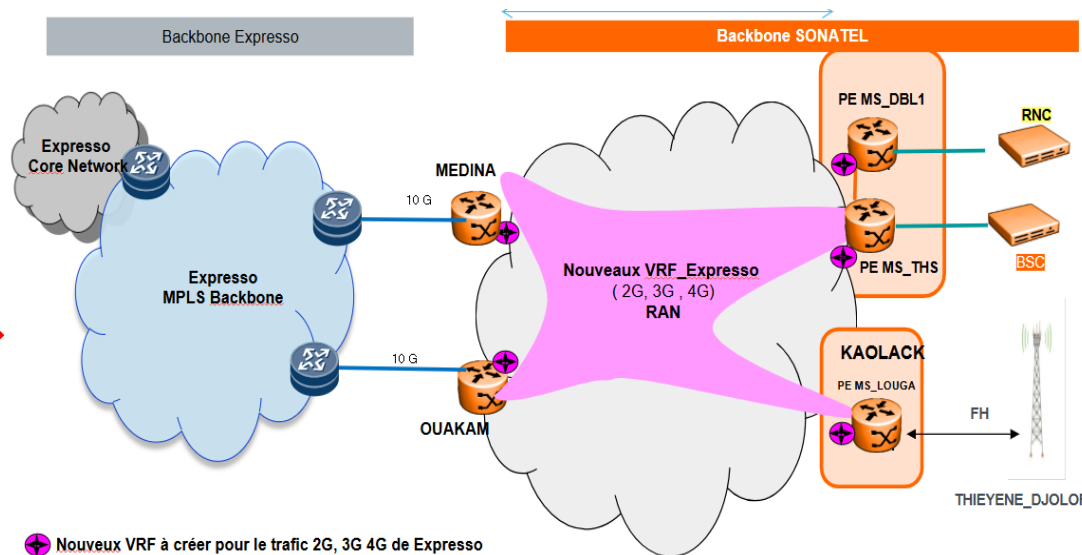 Backbone Expresso
Backbone SONATEL
Expresso
Core Network
MEDINA
10 G
Expresso
MPLS Backbone
10 G
OUAKAM
Nouveaux VRF_Expresso
( 2G, 3G , 4G)
RAN
PE MS_DBL1
RNC
PE MS_THS
BSC
KAOLACK
PE MS_LOUGA
FH
THIEYENE_DJOLOF
Nouveux VRF à créer pour le trafic 2G, 3G 4G de Expresso